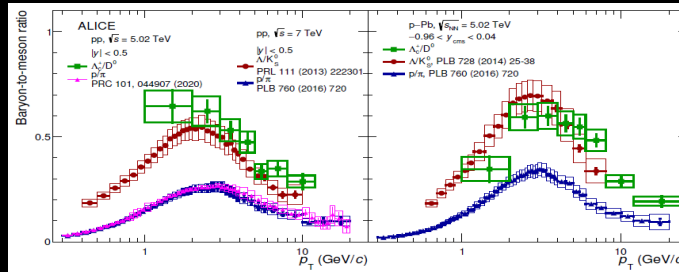 Baryon-to-meson ratio
ALICE
pp, √s = 5.02 TeV
|y| < 0.5
Λc+/D0
p/π
PRC 101, 044907 (2020)
pp, √s = 7 TeV
|y| < 0.5
Λ/K0S
PRL 111 (2013) 222301
p/π
PLB 760 (2016) 720
1
0.5
0
1
10
pT (GeV/c)
p−Pb, √sNN = 5.02 TeV
-0.96 < ycms < 0.04
Λc+/D0
Λ/K0S, PLB 728 (2014) 25-38
p/π, PLB 760 (2016) 720
1
10
pT (GeV/c)